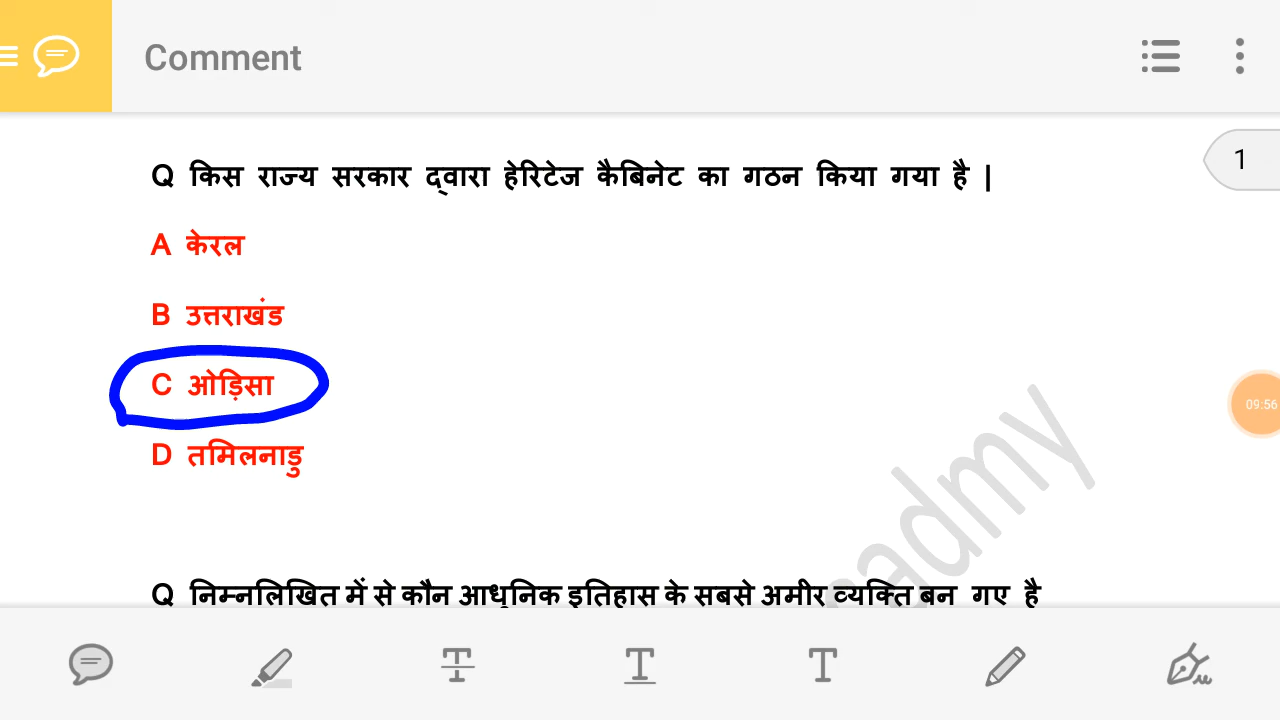 Comment
1
Q किस राज्य सरकार द्वारा हेरिटेज कैबिनेट का गठन किया गया है |
A केरल
B उत्तराखंड
C ओड़िसा
D तमिलनाडु
09:56
Q निम्नलिखित में से कौन आधुनिक इतिहास के सबसे अमीर व्यक्ति बन गए है